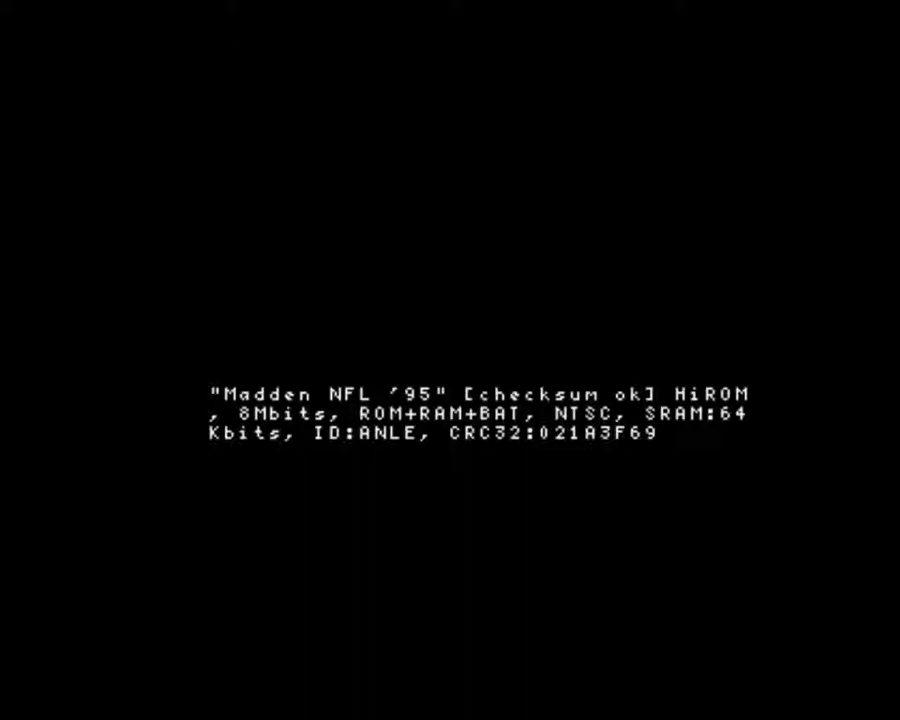 "Madden NFL '95" [checksum ok] HiROM
, 8Mbits, ROM+RAM+BAT, NTSC, SRAM:64
Kbits, ID:ANLE, CRC32:021A3F69